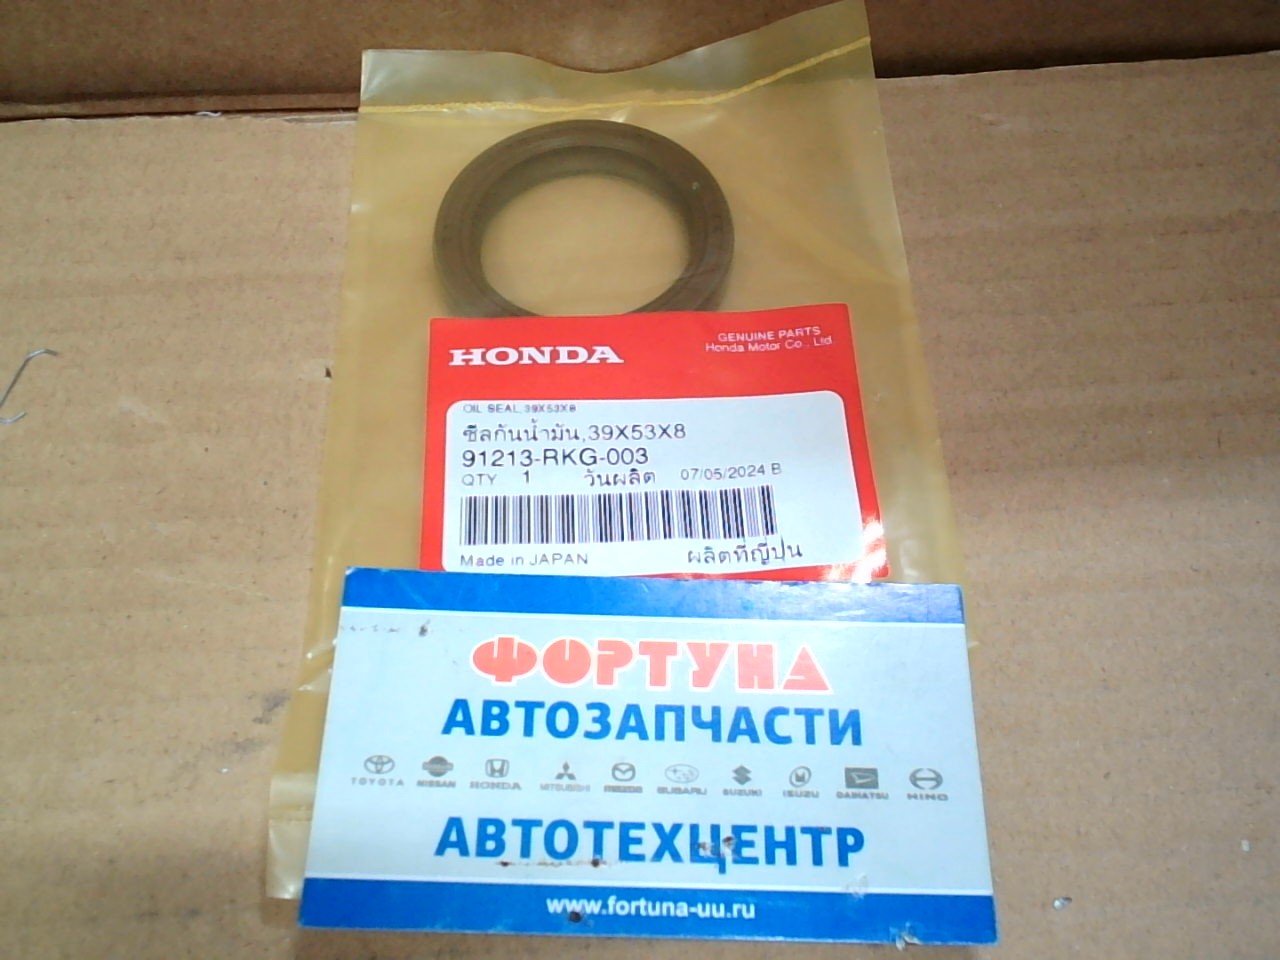 HONDA
GENUINE PARTS
Honda Motor Co., Ltd
OIL SEAL,39X53X8
ซีลกันน้ำมัน,39X53X8
91213-RKG-003
QTY 1 วันผลิต 07/05/2024 B
Made in JAPAN ผลิตที่ญี่ปุ่น
ФОРТУНА
АВТОЗАПЧАСТИ
TOYOTA NISSAN HONDA MITSUBISHI MAZDA SUBARU SUZUKI ISUZU DAIHATSU HINO
АВТОТЕХЦЕНТР
www.fortuna-uu.ru